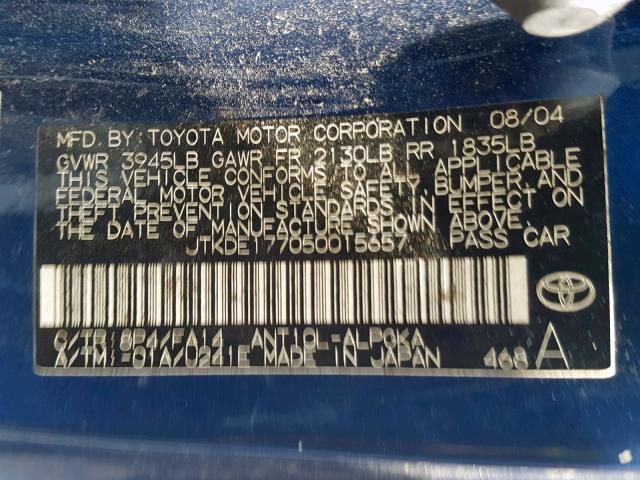 MFD. BY: TOYOTA MOTOR CORPORATION 08/04
GVWR 3945LB GAWR FR 2130LB RR 1835LB
THIS VEHICLE CONFORMS TO ALL APPLICABLE
FEDERAL MOTOR VEHICLE SAFETY, BUMPER, AND
THEFT PREVENTION STANDARDS IN EFFECT ON
THE DATE OF MANUFACTURE SHOWN ABOVE.
JTKDE177050015657 PASS CAR
C/TR: 8P4/FA14 ANT10L-ALPGKA
A/TM: -01A/U241E MADE IN JAPAN 468 A